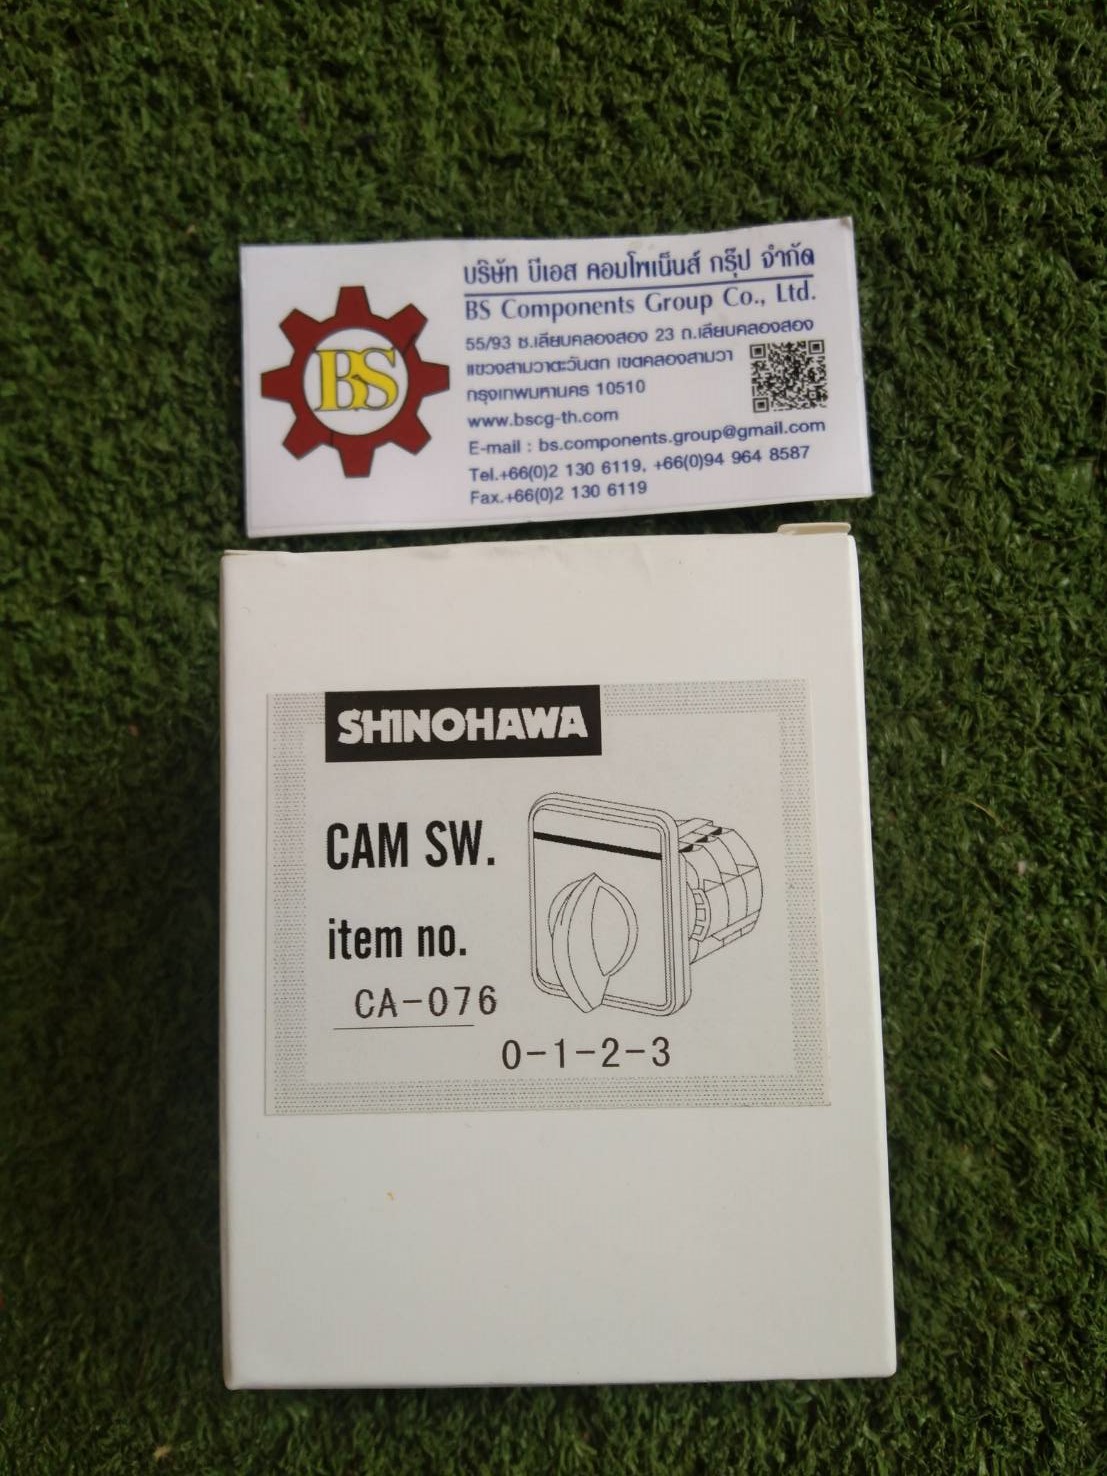 BS
บริษัท บีเอส คอมโพเน็นส์ กรุ๊ป จำกัด
BS Components Group Co., Ltd.
55/93 ซ.เลียบคลองสอง 23 ถ.เลียบคลองสอง
แขวงสามวาตะวันตก เขตคลองสามวา
กรุงเทพมหานคร 10510
www.bscg-th.com
E-mail : bs.components.group@gmail.com
Tel.+66(0)2 130 6119, +66(0)94 964 8587
Fax.+66(0)2 130 6119
SHINOHAWA
CAM SW.
item no.
CA-076
0-1-2-3